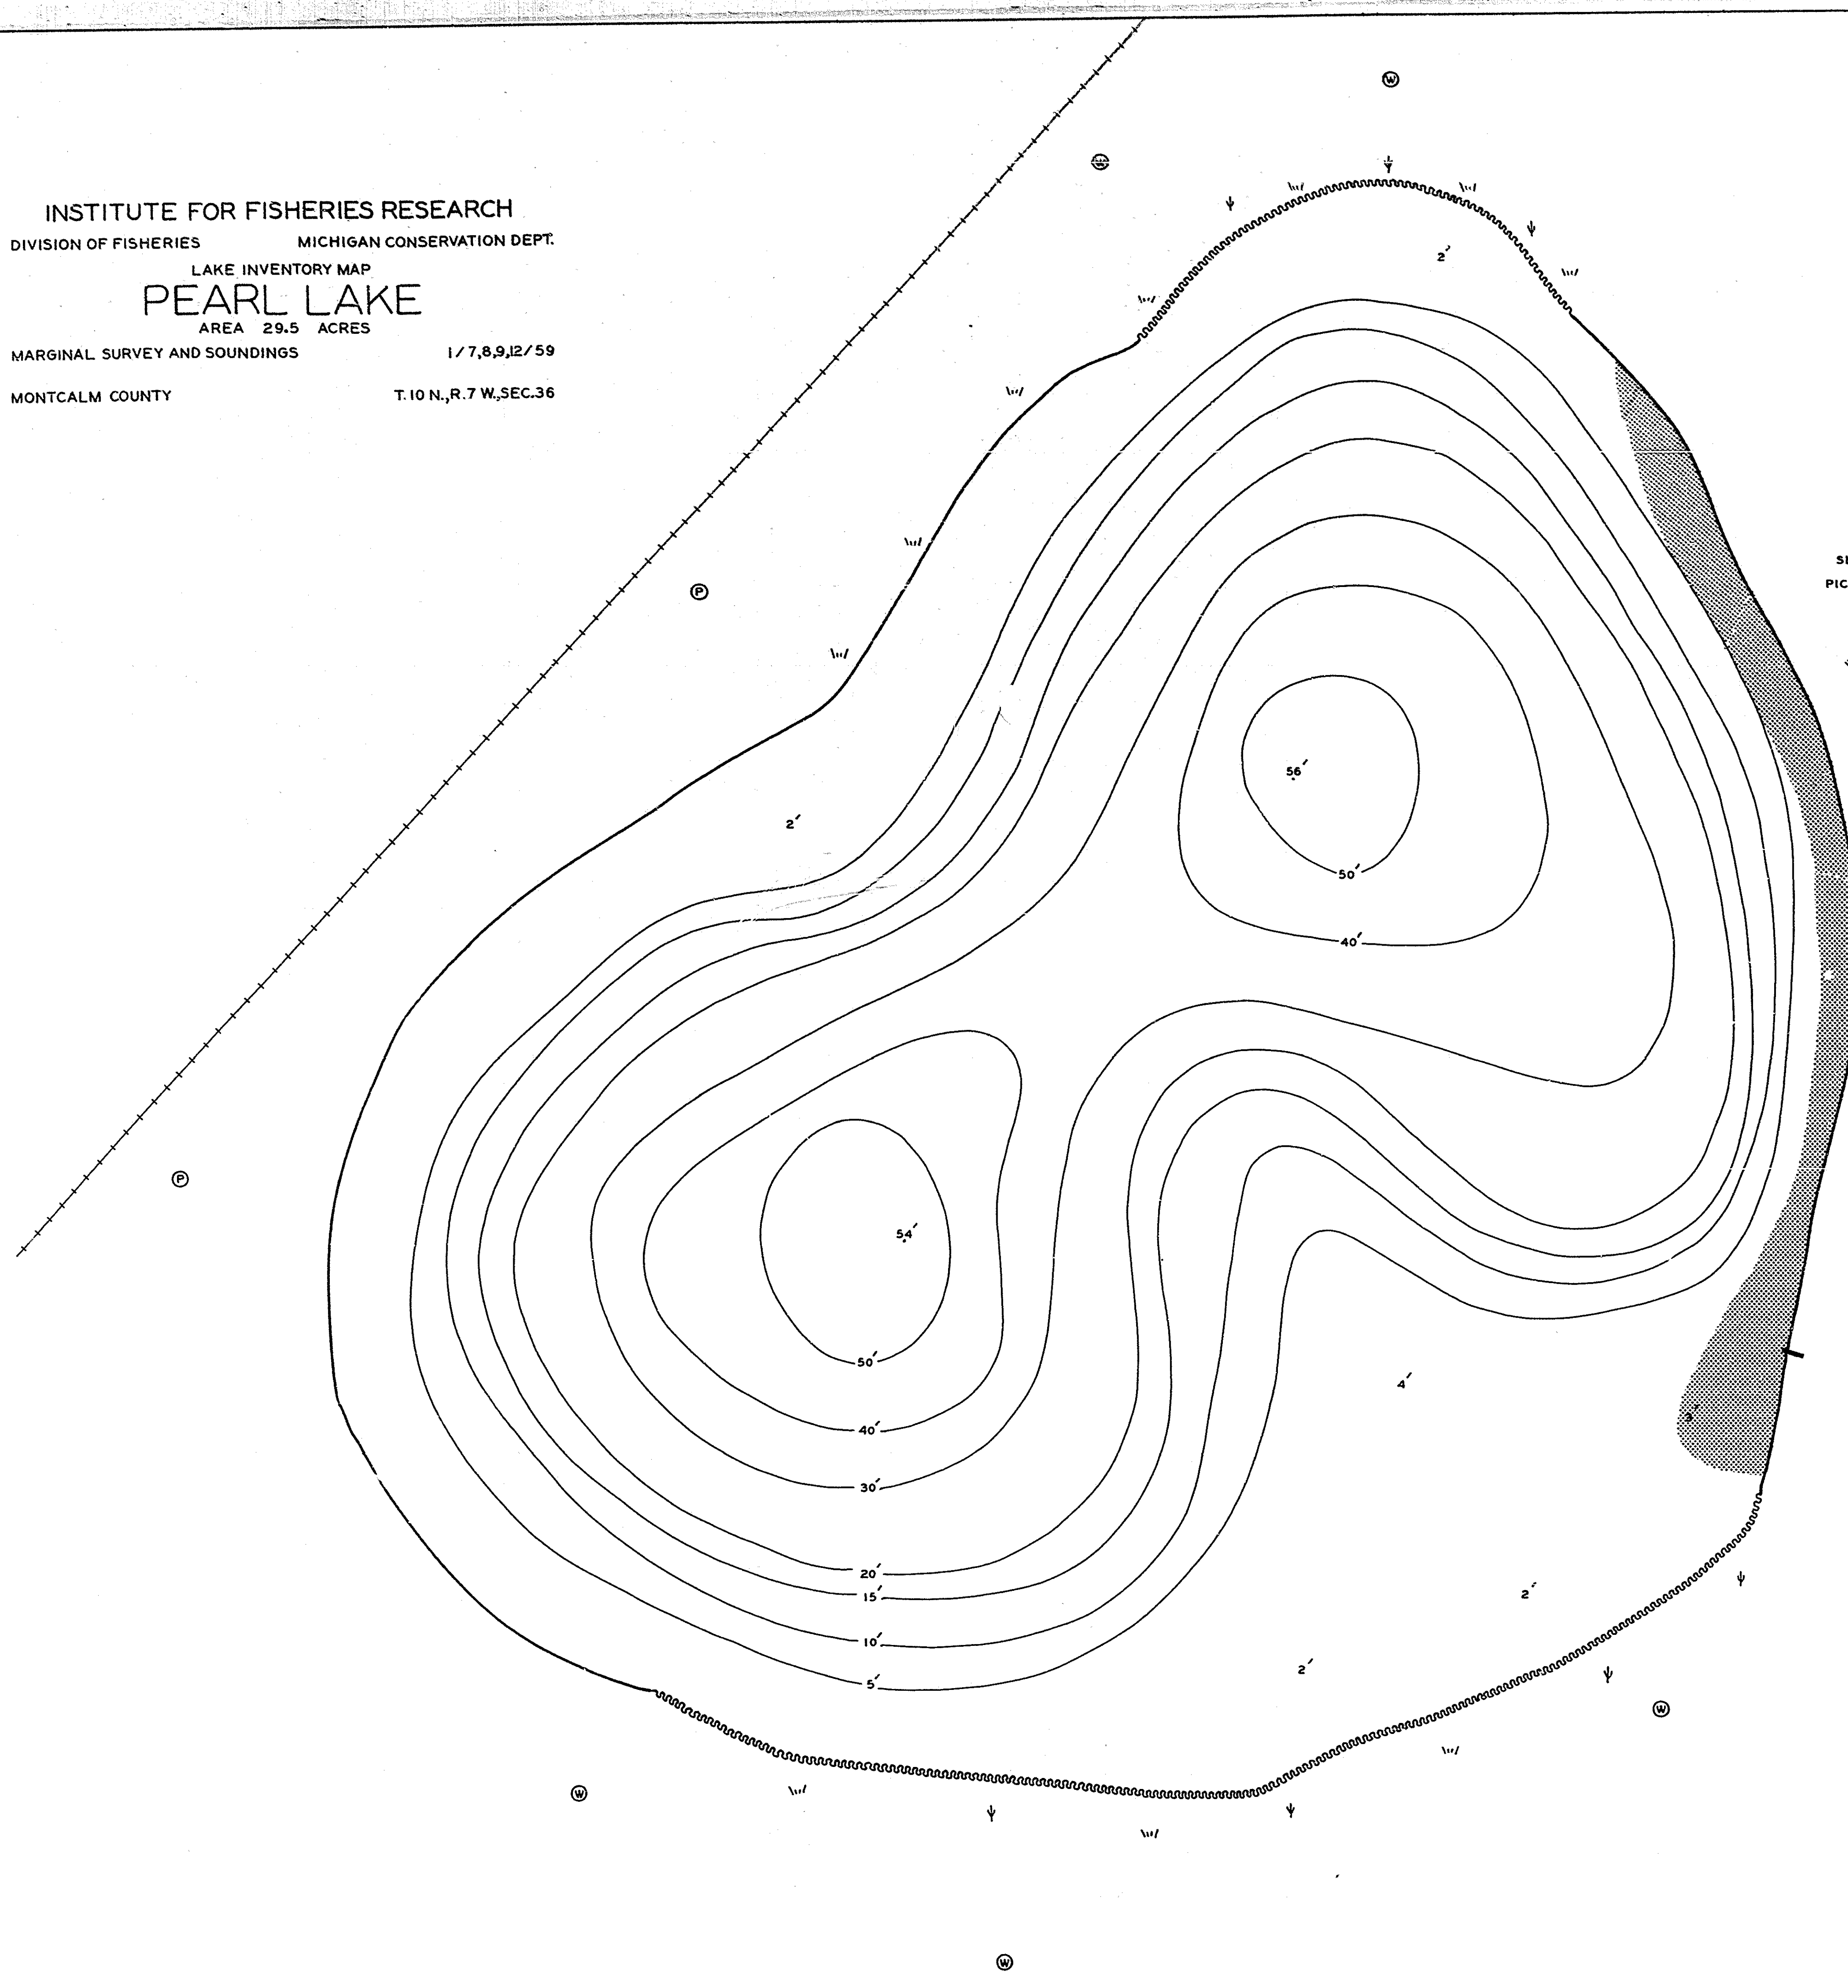 INSTITUTE FOR FISHERIES RESEARCH
DIVISION OF FISHERIES MICHIGAN CONSERVATION DEPT.
LAKE INVENTORY MAP
PEARL LAKE
AREA 29.5 ACRES
MARGINAL SURVEY AND SOUNDINGS 1/7,8,9,12/59
MONTCALM COUNTY T.10 N.,R.7 W.,SEC.36
W
2'
P
PIC
56'
2'
50'
40'
P
54'
50'
4'
3'
40'
30'
20'
15'
2'
10'
2'
5'
W
W
W